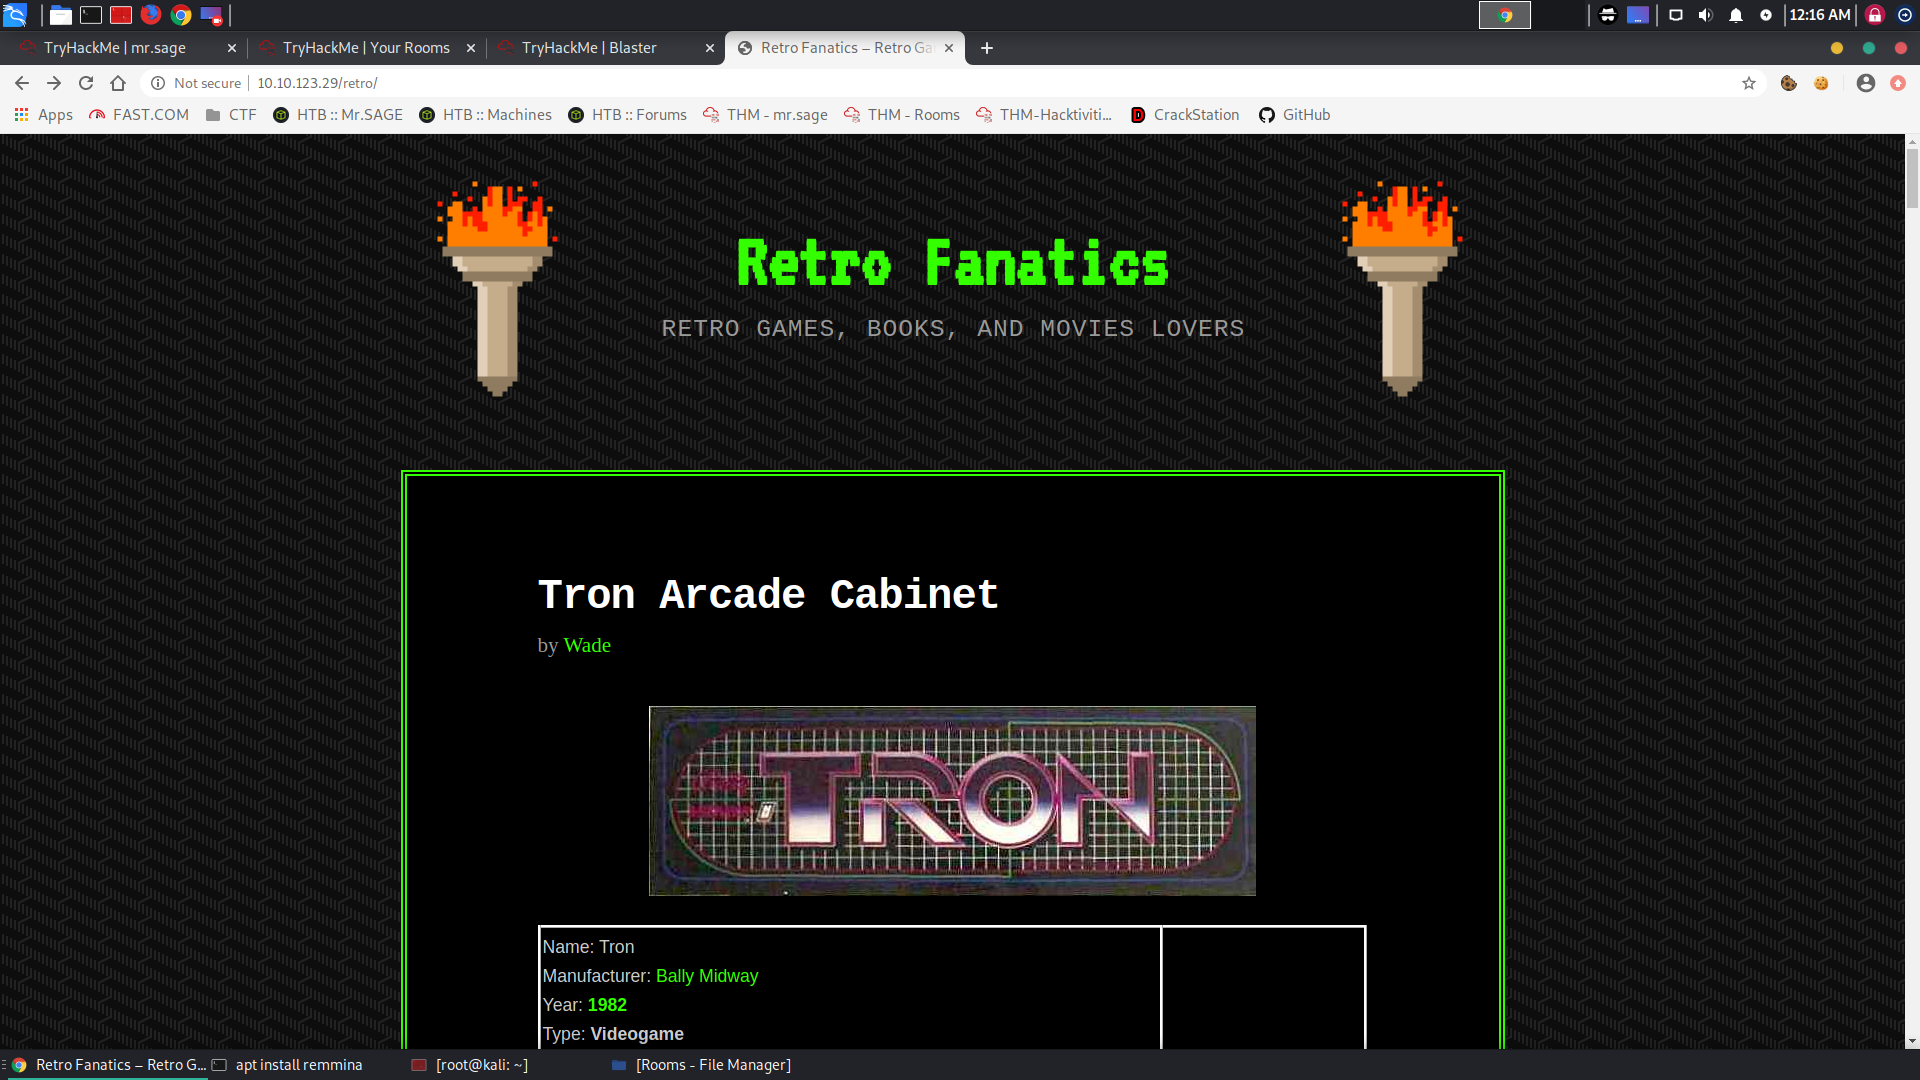 12:16 AM
TryHackMe | mr.sage
TryHackMe | Your Rooms
TryHackMe | Blaster
Retro Fanatics – Retro Ga
Not secure
10.10.123.29/retro/
Apps
FAST.COM
CTF
HTB :: Mr.SAGE
HTB :: Machines
HTB :: Forums
THM - mr.sage
THM - Rooms
THM-Hacktiviti...
CrackStation
GitHub
Retro Fanatics
RETRO GAMES, BOOKS, AND MOVIES LOVERS
Tron Arcade Cabinet
by Wade
TRON
Name: Tron
Manufacturer: Bally Midway
Year: 1982
Type: Videogame
Retro Fanatics – Retro G...
apt install remmina
[root@kali: ~]
[Rooms - File Manager]